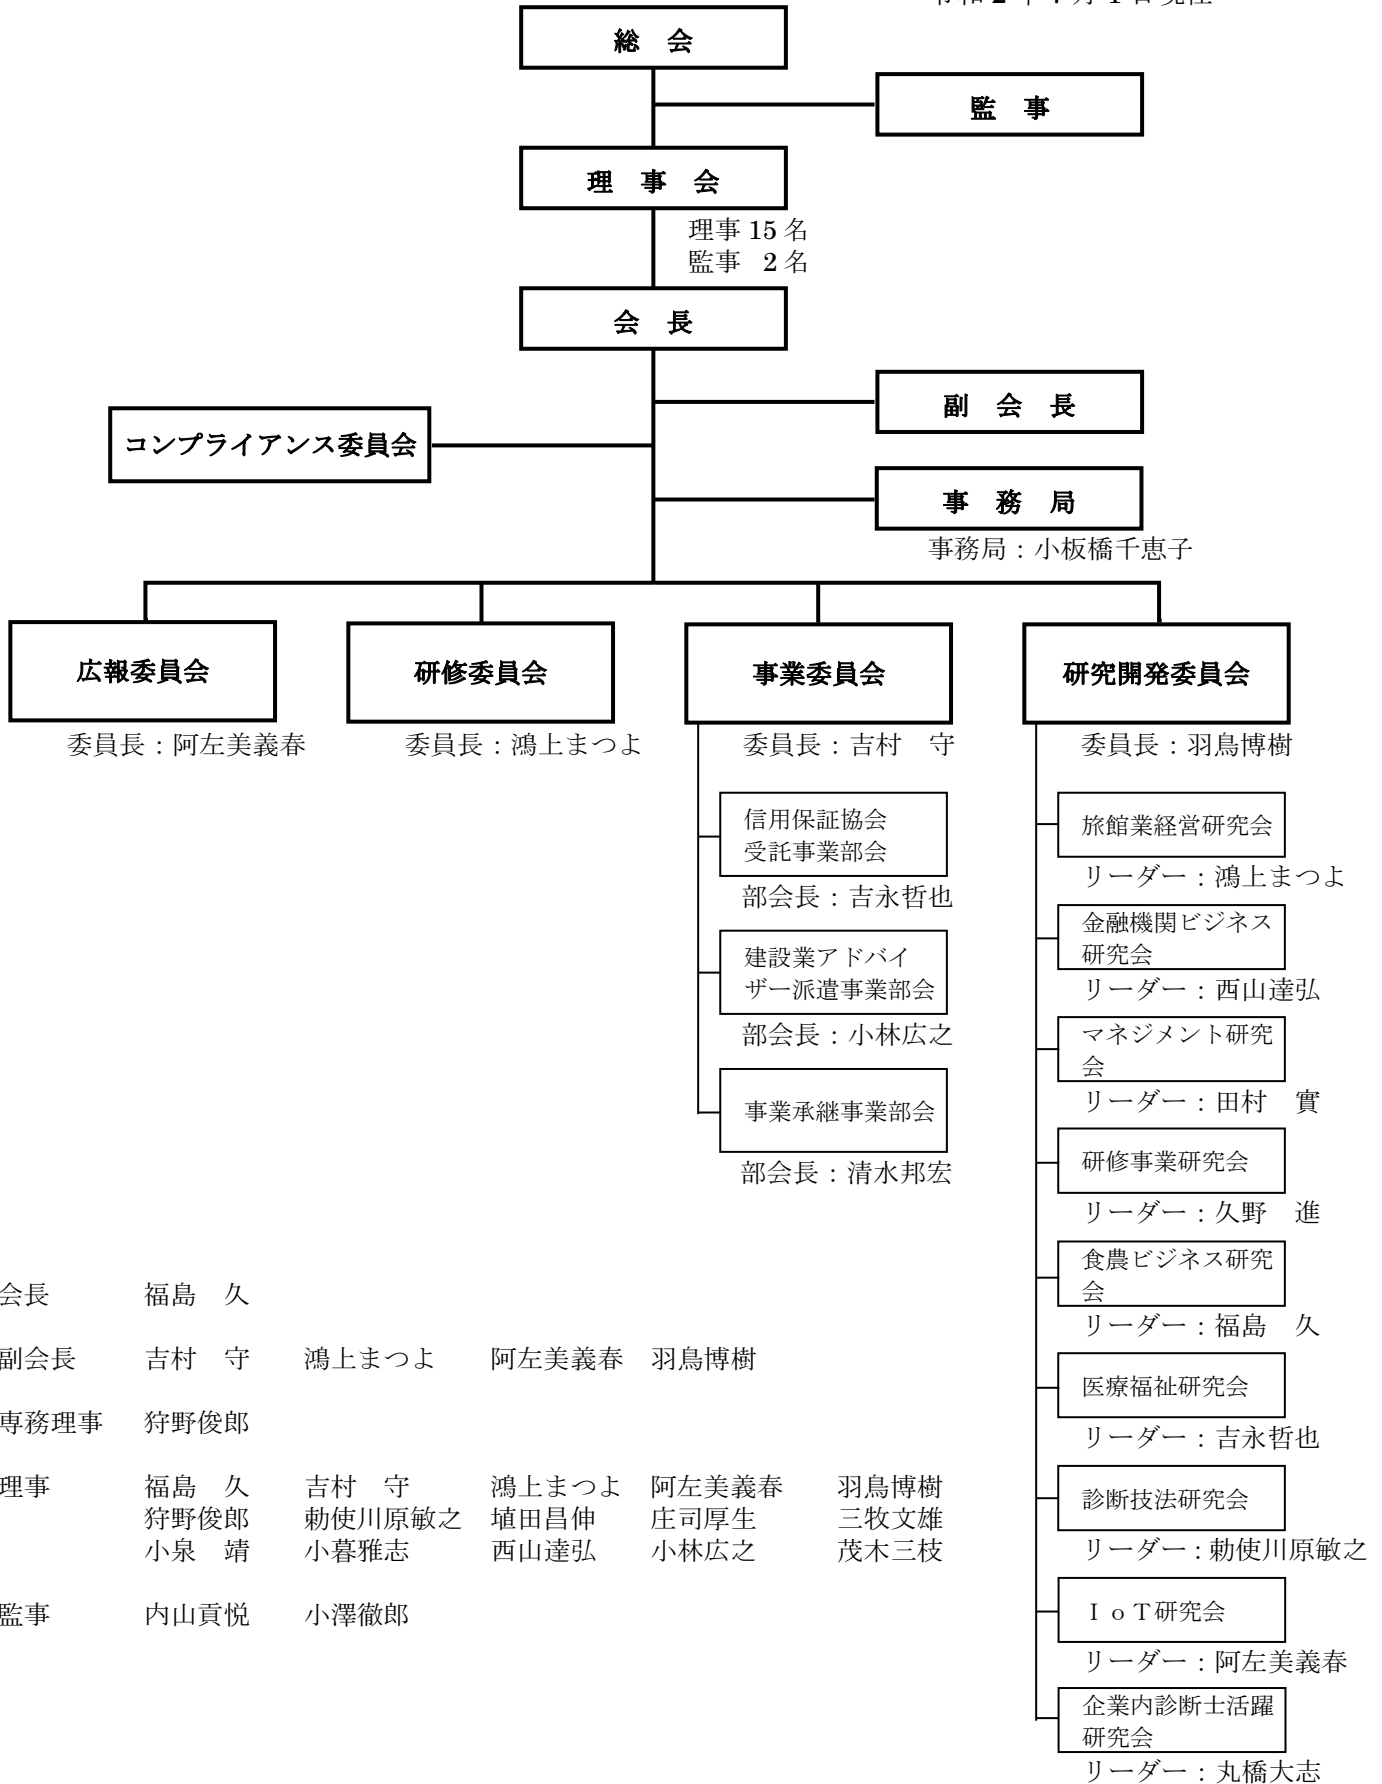 総　会
監　事
理　事　会
理事 15 名
監事 2 名
会　長
副　会　長
コンプライアンス委員会
事　務　局
事務局：小板橋千恵子
広報委員会
委員長：阿左美義春
研修委員会
委員長：鴻上まつよ
事業委員会
委員長：吉村　守
信用保証協会
受託事業部会
部会長：吉永哲也
建設業アドバイ
ザー派遣事業部会
部会長：小林広之
事業承継事業部会
部会長：清水邦宏
研究開発委員会
委員長：羽鳥博樹
旅館業経営研究会
リーダー：鴻上まつよ
金融機関ビジネス
研究会
リーダー：西山達弘
マネジメント研究
会
リーダー：田村　實
研修事業研究会
リーダー：久野　進
食農ビジネス研究
会
リーダー：福島　久
医療福祉研究会
リーダー：吉永哲也
診断技法研究会
リーダー：勅使川原敏之
ＩｏＴ研究会
リーダー：阿左美義春
企業内診断士活躍
研究会
リーダー：丸橋大志
会長　福島　久
副会長　吉村　守　鴻上まつよ　阿左美義春　羽鳥博樹
専務理事　狩野俊郎
理事　福島　久　吉村　守　鴻上まつよ　阿左美義春　羽鳥博樹
狩野俊郎　勅使川原敏之　埴田昌伸　庄司厚生　三牧文雄
小泉　靖　小暮雅志　西山達弘　小林広之　茂木三枝
監事　内山貢悦　小澤徹郎